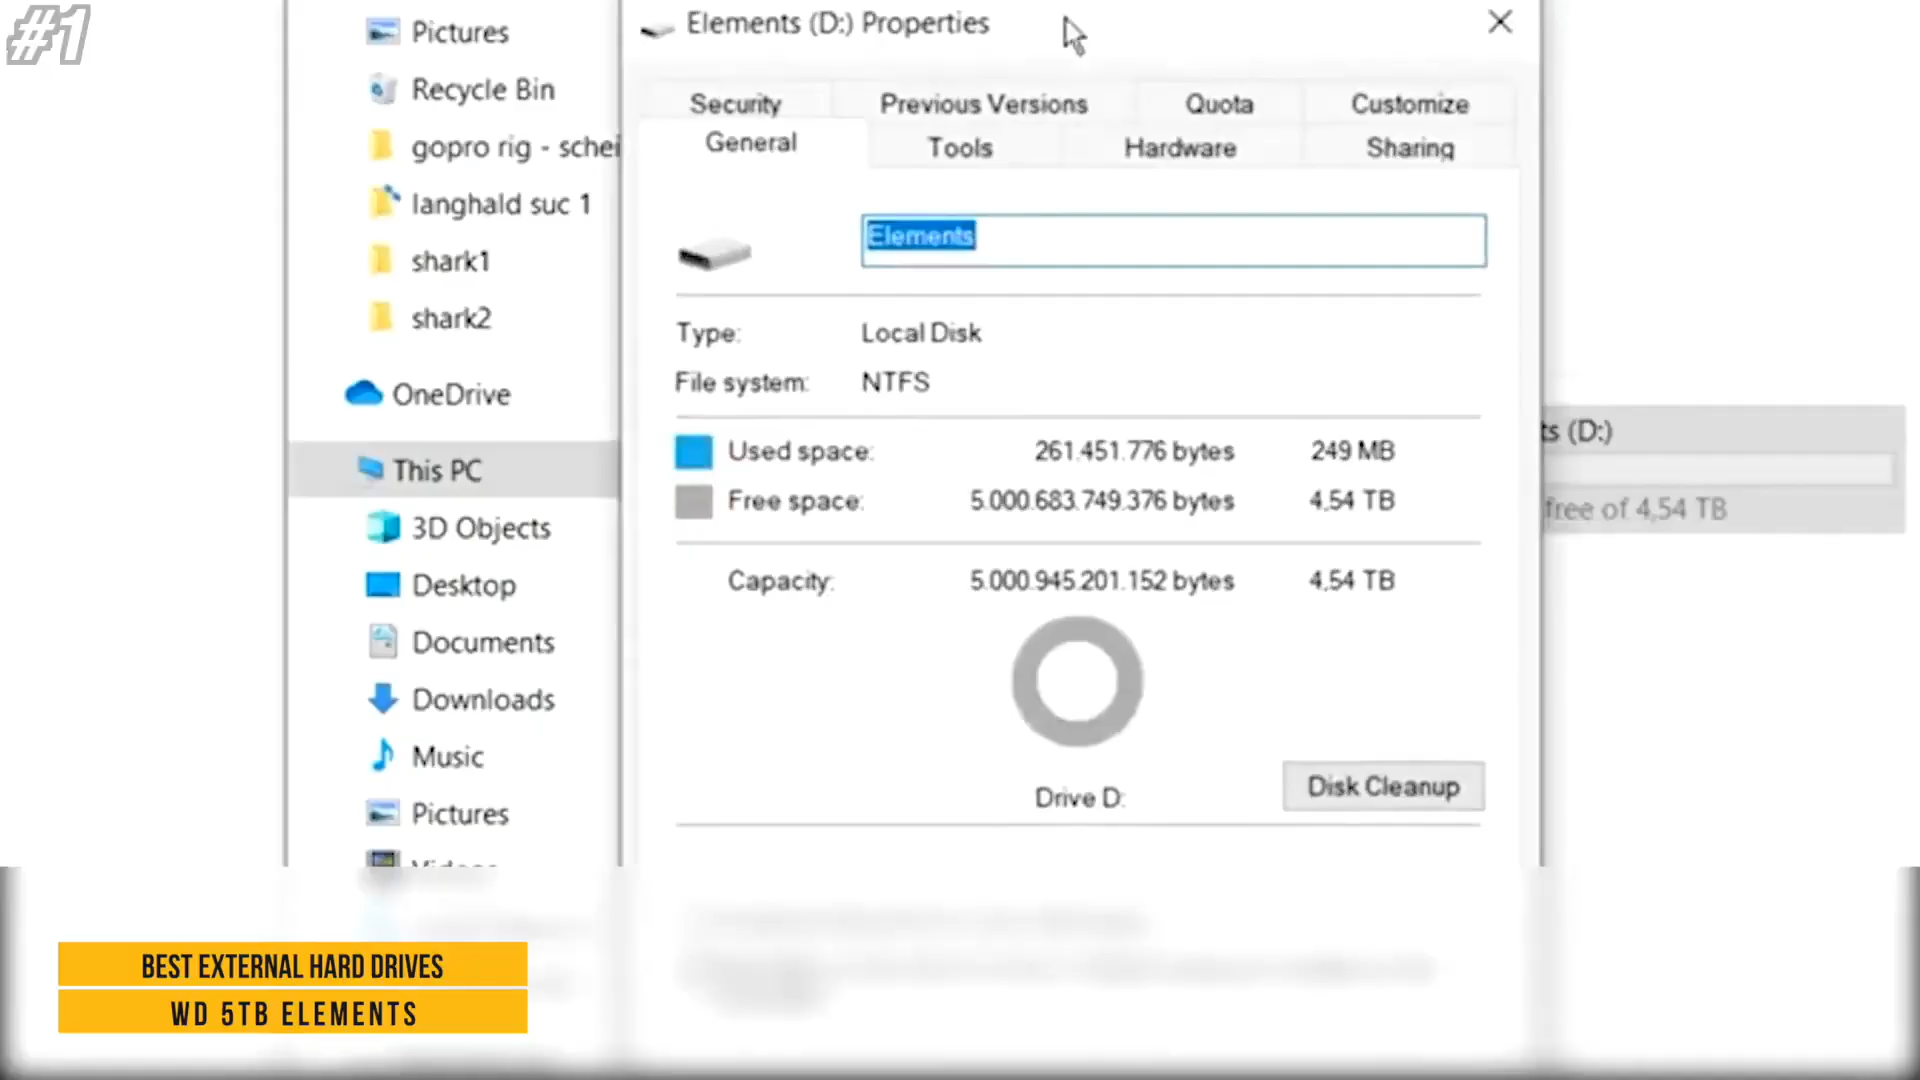 #1
Pictures
Recycle Bin
gopro rig - schei
langhald suc 1
shark1
shark2
OneDrive
This PC
3D Objects
Desktop
Documents
Downloads
Music
Pictures
Videos
Elements (D:) Properties
Security Previous Versions Quota Customize
General Tools Hardware Sharing
Elements
Type: Local Disk
File system: NTFS
Used space: 261.451.776 bytes 249 MB
Free space: 5.000.683.749.376 bytes 4,54 TB
Capacity: 5.000.945.201.152 bytes 4,54 TB
Drive D:
Disk Cleanup
ts (D:)
free of 4,54 TB
BEST EXTERNAL HARD DRIVES
WD 5TB ELEMENTS